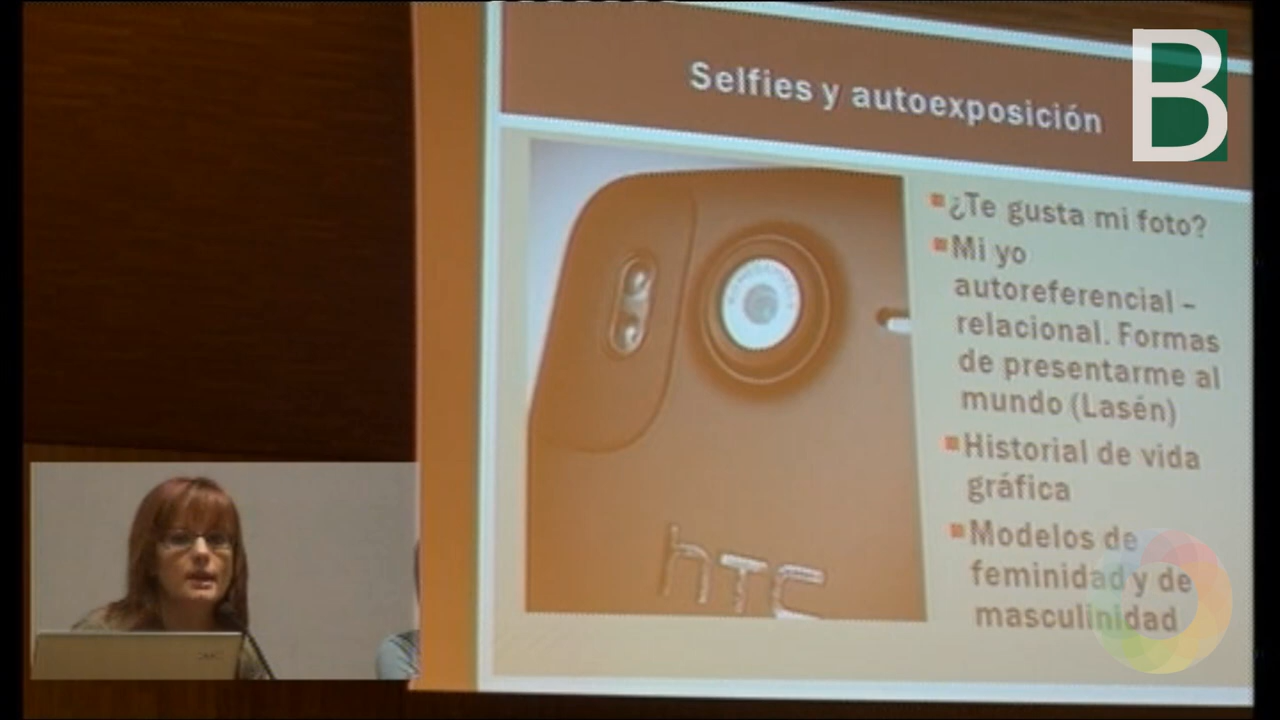 B
Selfies y autoexposición
¿Te gusta mi foto?
Mi yo
autoreferencial –
relacional. Formas
de presentarme al
mundo (Lasén)
Historial de vida
gráfica
Modelos de
feminidad y de
masculinidad
hTC